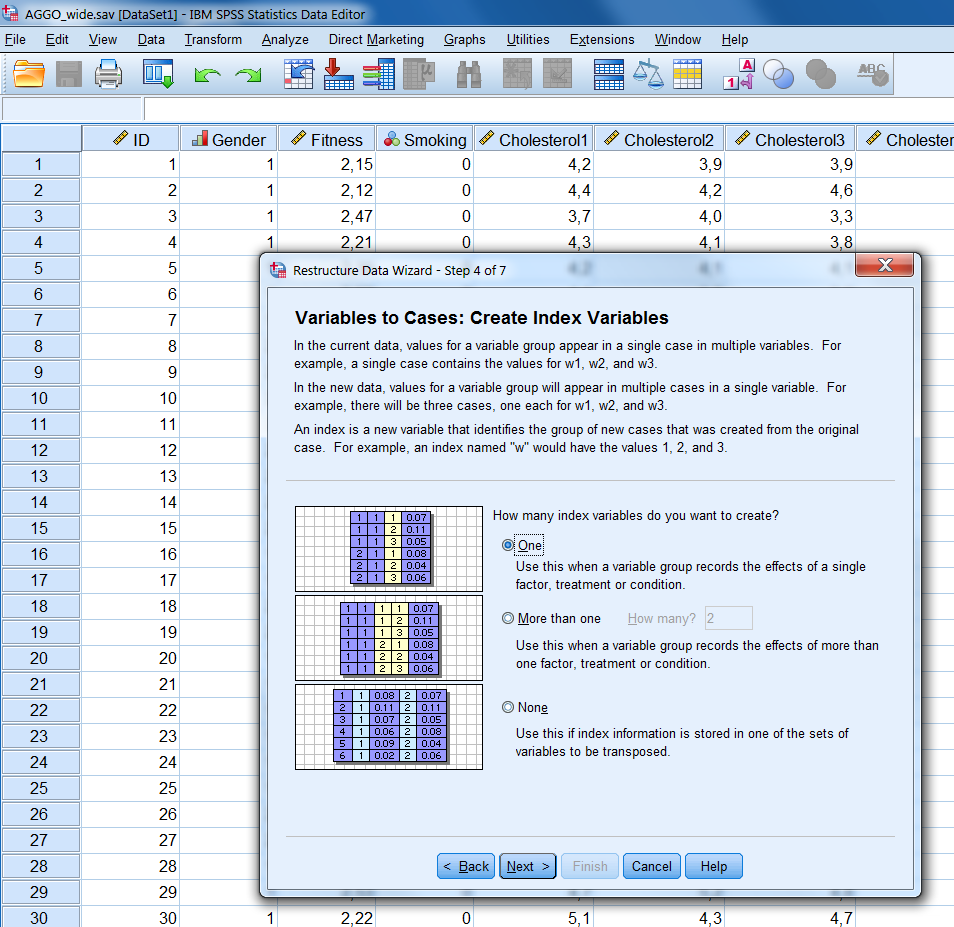 AGGO_wide.sav [DataSet1] - IBM SPSS Statistics Data Editor
File Edit View Data Transform Analyze Direct Marketing Graphs Utilities Extensions Window Help
1 A ABC
ID Gender Fitness Smoking Cholesterol1 Cholesterol2 Cholesterol3 Cholester
1 1 1 2,15 0 4,2 3,9 3,9
2 2 1 2,12 0 4,4 4,2 4,6
3 3 1 2,47 0 3,7 4,0 3,3
4 4 1 2,21 0 4,3 4,1 3,8
5 5
6 6
7 7
8 8
9 9
10 10
11 11
12 12
13 13
14 14
15 15
16 16
17 17
18 18
19 19
20 20
21 21
22 22
23 23
24 24
25 25
26 26
27 27
28 28
29 29
30 30 1 2,22 0 5,1 4,3 4,7
Restructure Data Wizard - Step 4 of 7
X
Variables to Cases: Create Index Variables
In the current data, values for a variable group appear in a single case in multiple variables. For
example, a single case contains the values for w1, w2, and w3.
In the new data, values for a variable group will appear in multiple cases in a single variable. For
example, there will be three cases, one each for w1, w2, and w3.
An index is a new variable that identifies the group of new cases that was created from the original
case. For example, an index named "w" would have the values 1, 2, and 3.
1 1 1 0.07
1 1 2 0.11
1 1 3 0.05
2 1 1 0.08
2 1 2 0.04
2 1 3 0.06
1 1 1 1 0.07
1 1 1 2 0.11
1 1 1 3 0.05
1 1 2 1 0.08
1 1 2 2 0.04
1 1 2 3 0.06
1 1 0.08 2 0.07
2 1 0.11 2 0.11
3 1 0.07 2 0.05
4 1 0.06 2 0.08
5 1 0.09 2 0.04
6 1 0.02 2 0.06
How many index variables do you want to create?
One
Use this when a variable group records the effects of a single
factor, treatment or condition.
More than one How many? 2
Use this when a variable group records the effects of more than
one factor, treatment or condition.
None
Use this if index information is stored in one of the sets of
variables to be transposed.
< Back Next > Finish Cancel Help